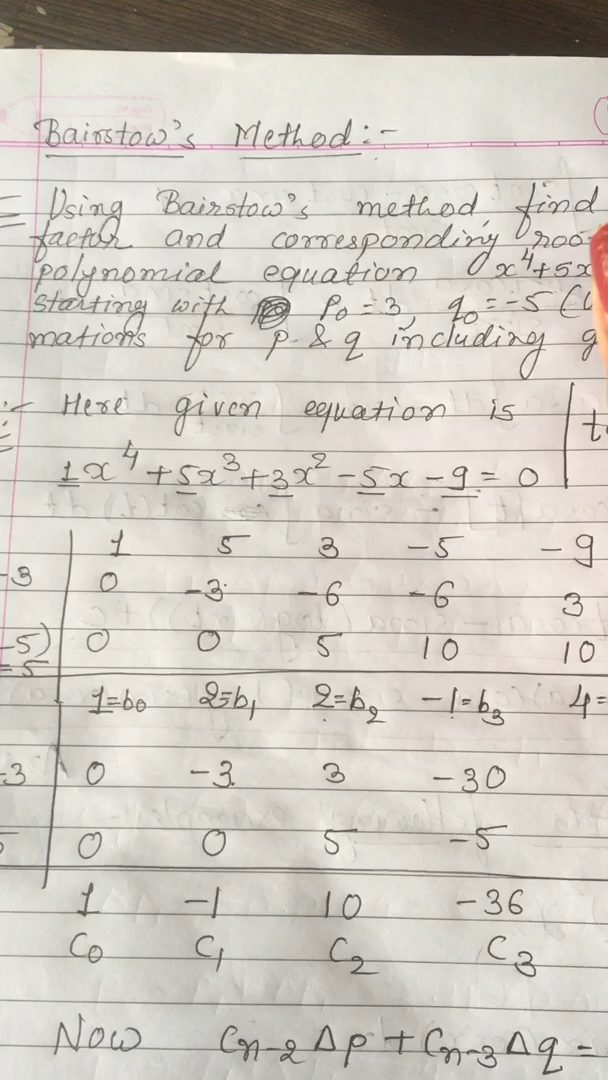 Bairstow's Method:-
Using Bairstow's method, find
factor and corresponding
polynomial equation x⁴+5x
starting with p₀=3, q₀=-5
mations for p & q including
:- Here given equation is
1x⁴+5x³+3x²-5x-9=0
1 5 3 -5 -9
-3 0 -3 -6 -6 3
-5) 0 0 5 10 10
=5
1=b₀ 2=b₁ 2=b₂ -1=b₃ 4=
-3 0 -3 3 -30
0 0 5 -5
1 -1 10 -36
C₀ C₁ C₂ C₃
Now Cₙ₋₂Δp+Cₙ₋₃Δq=